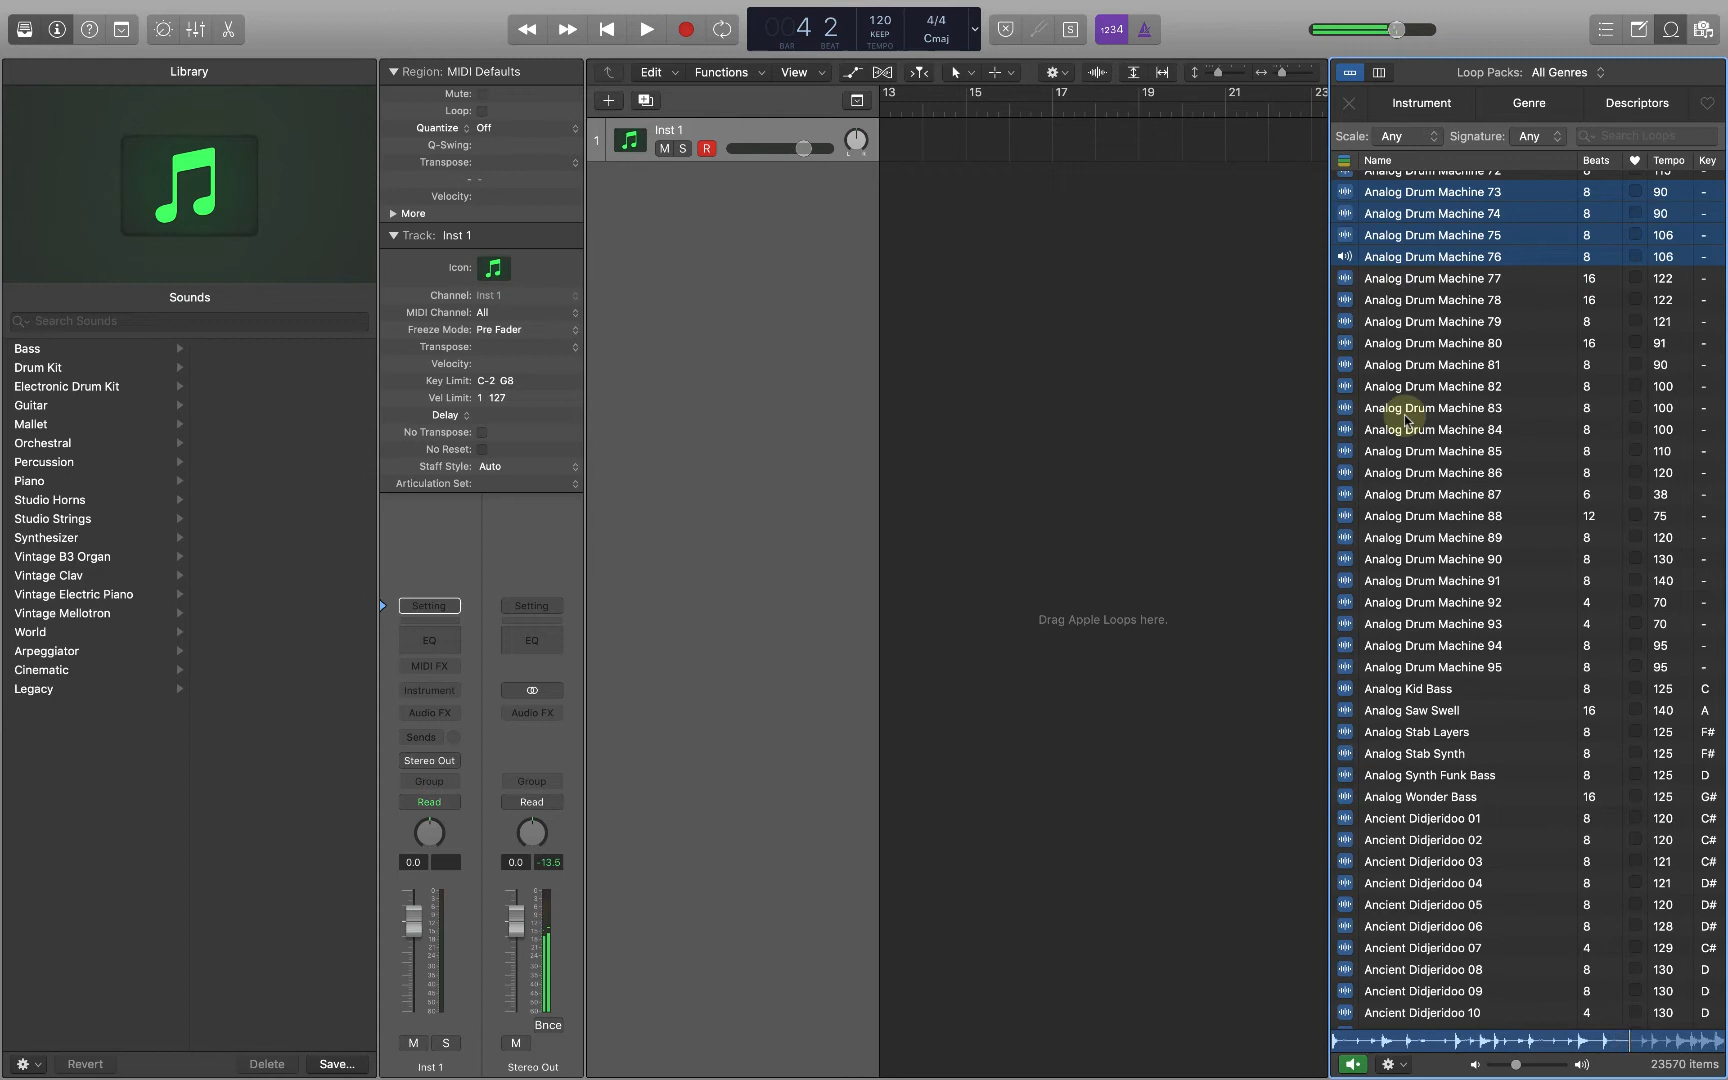 4 2
BAR BEAT
120
KEEP
TEMPO
4/4
Cmaj
1234
Library
Sounds
Search Sounds
Bass
Drum Kit
Electronic Drum Kit
Guitar
Mallet
Orchestral
Percussion
Piano
Studio Horns
Studio Strings
Synthesizer
Vintage B3 Organ
Vintage Clav
Vintage Electric Piano
Vintage Mellotron
World
Arpeggiator
Cinematic
Legacy
Revert Delete Save...
Region: MIDI Defaults
Mute:
Loop:
Quantize Off
Q-Swing:
Transpose:
- -
Velocity:
More
Track: Inst 1
Icon:
Channel: Inst 1
MIDI Channel: All
Freeze Mode: Pre Fader
Transpose:
Velocity:
Key Limit: C-2 G8
Vel Limit: 1 127
Delay
No Transpose:
No Reset:
Staff Style: Auto
Articulation Set:
Setting Setting
EQ EQ
MIDI FX
Instrument
Audio FX Audio FX
Sends
Stereo Out
Group Group
Read Read
0.0 0.0 -13.5
Bnce
M S M
Inst 1 Stereo Out
Edit Functions View
13 15 17 19 21 23
1 Inst 1
M S R
L R
Drag Apple Loops here.
Loop Packs: All Genres
Instrument Genre Descriptors
Scale: Any Signature: Any Search Loops
Name Beats Tempo Key
Analog Drum Machine 72 8 115 -
Analog Drum Machine 73 8 90 -
Analog Drum Machine 74 8 90 -
Analog Drum Machine 75 8 106 -
Analog Drum Machine 76 8 106 -
Analog Drum Machine 77 16 122 -
Analog Drum Machine 78 16 122 -
Analog Drum Machine 79 8 121 -
Analog Drum Machine 80 16 91 -
Analog Drum Machine 81 8 90 -
Analog Drum Machine 82 8 100 -
Analog Drum Machine 83 8 100 -
Analog Drum Machine 84 8 100 -
Analog Drum Machine 85 8 110 -
Analog Drum Machine 86 8 120 -
Analog Drum Machine 87 6 38 -
Analog Drum Machine 88 12 75 -
Analog Drum Machine 89 8 120 -
Analog Drum Machine 90 8 130 -
Analog Drum Machine 91 8 140 -
Analog Drum Machine 92 4 70 -
Analog Drum Machine 93 4 70 -
Analog Drum Machine 94 8 95 -
Analog Drum Machine 95 8 95 -
Analog Kid Bass 8 125 C
Analog Saw Swell 16 140 A
Analog Stab Layers 8 125 F#
Analog Stab Synth 8 125 F#
Analog Synth Funk Bass 8 125 D
Analog Wonder Bass 16 125 G#
Ancient Didjeridoo 01 8 120 C#
Ancient Didjeridoo 02 8 120 C#
Ancient Didjeridoo 03 8 121 C#
Ancient Didjeridoo 04 8 121 D#
Ancient Didjeridoo 05 8 120 D#
Ancient Didjeridoo 06 8 128 D#
Ancient Didjeridoo 07 4 129 C#
Ancient Didjeridoo 08 8 130 D
Ancient Didjeridoo 09 8 130 D
Ancient Didjeridoo 10 4 130 D
23570 items